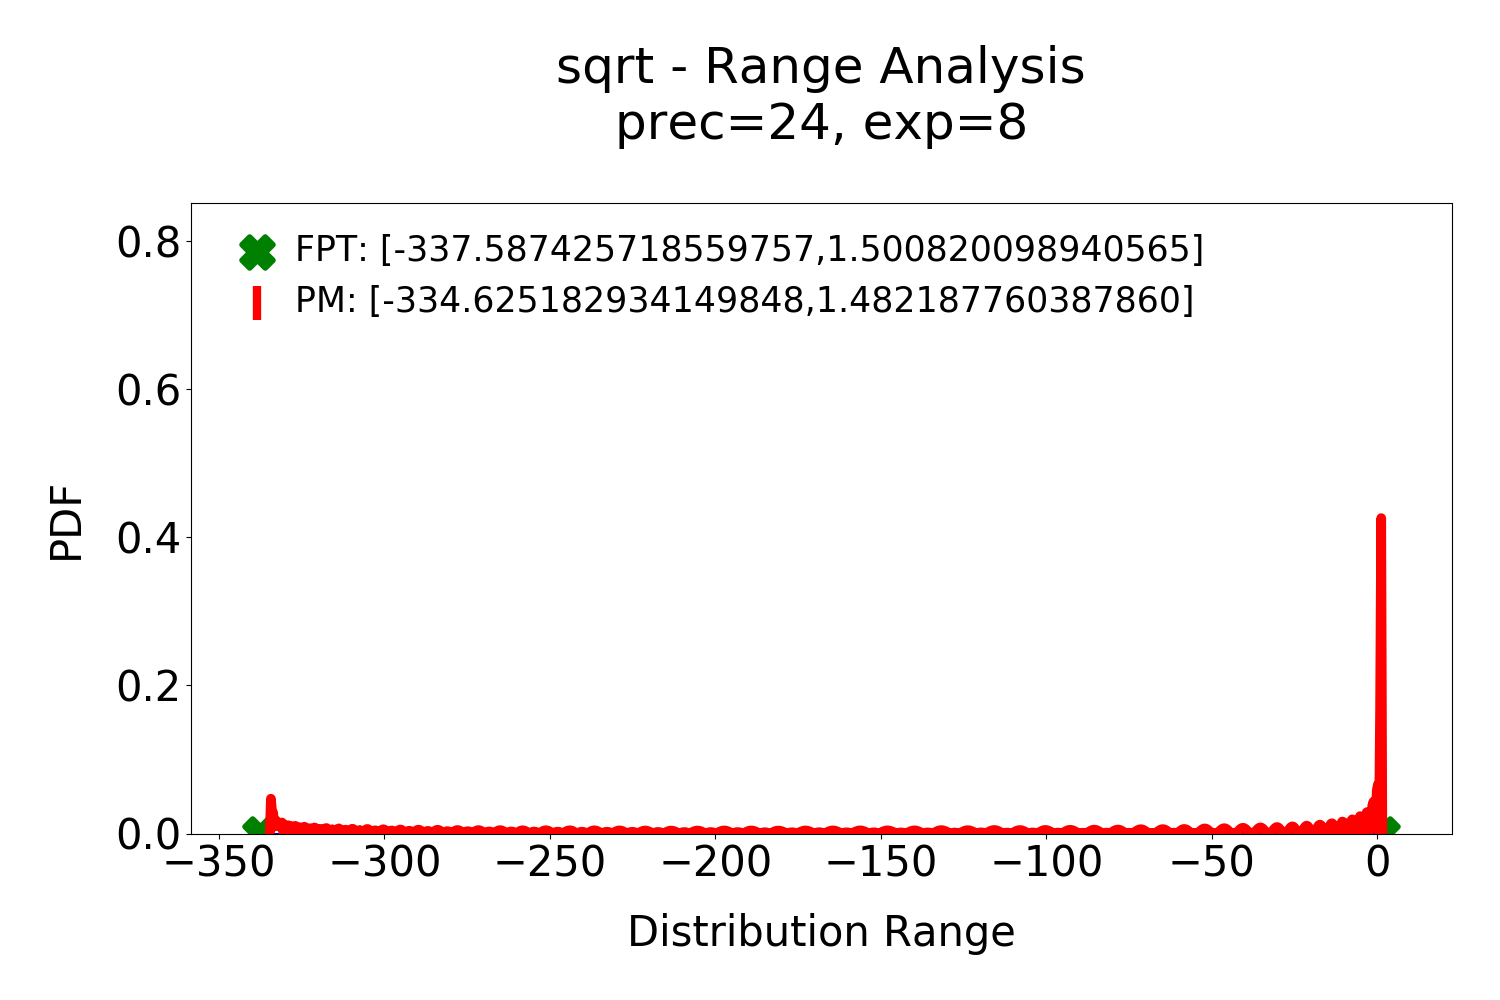 sqrt - Range Analysis
prec=24, exp=8
FPT: [-337.587425718559757,1.500820098940565]
PM: [-334.625182934149848,1.482187760387860]
0.8
0.6
0.4
0.2
0.0
PDF
−350 −300 −250 −200 −150 −100 −50 0
Distribution Range